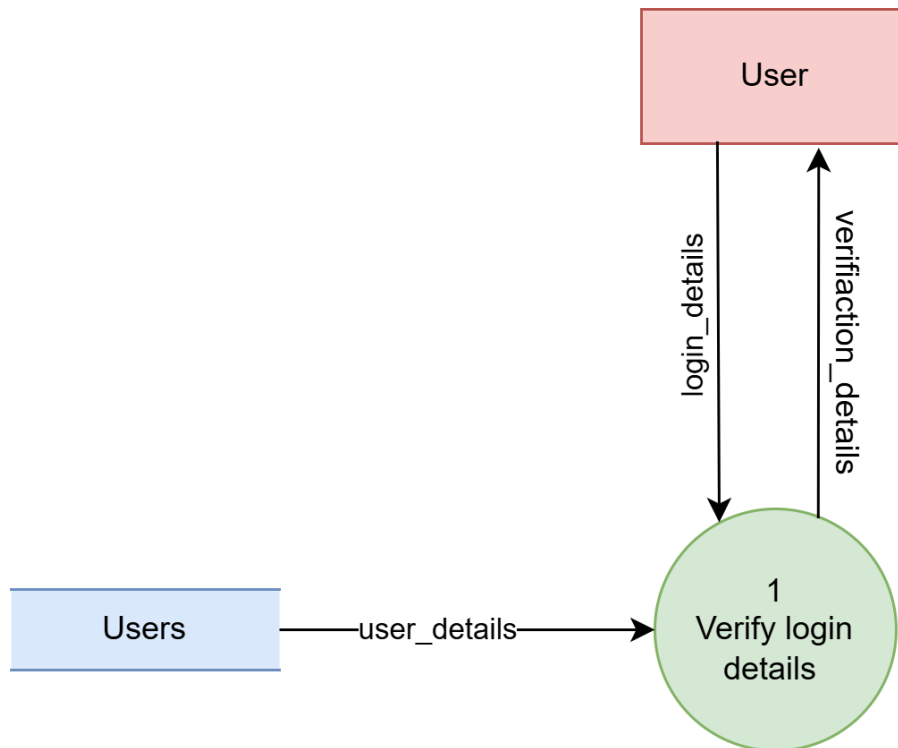 User
login_details
verifiaction_details
Users
user_details
1
Verify login
details